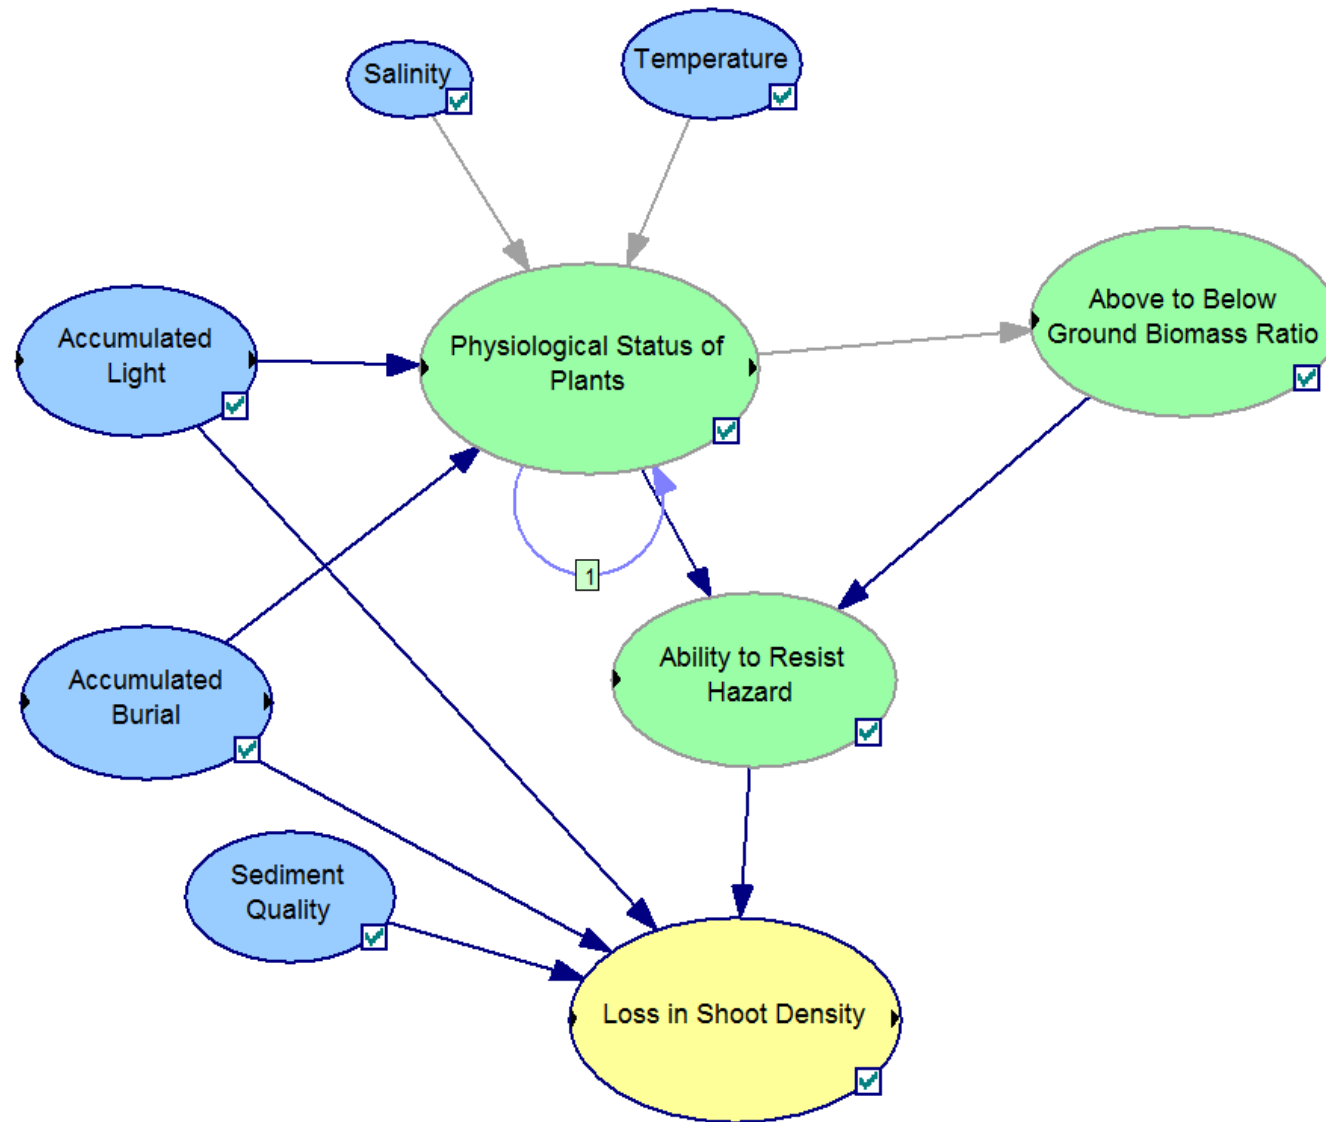 Salinity
Temperature
Above to Below
Ground Biomass Ratio
Accumulated
Light
Physiological Status of
Plants
1
Accumulated
Burial
Ability to Resist
Hazard
Sediment
Quality
Loss in Shoot Density